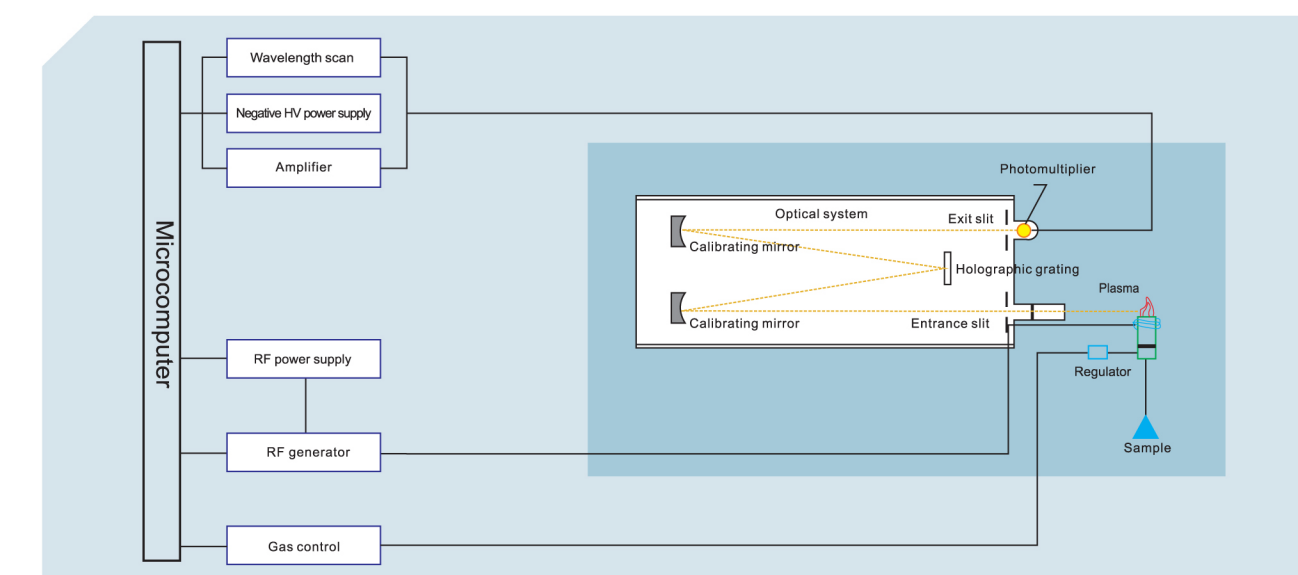 Wavelength scan
Negative HV power supply
Amplifier
Microcomputer
Photomultiplier
Optical system
Exit slit
Calibrating mirror
Holographic grating
Plasma
Calibrating mirror
Entrance slit
RF power supply
Regulator
RF generator
Sample
Gas control